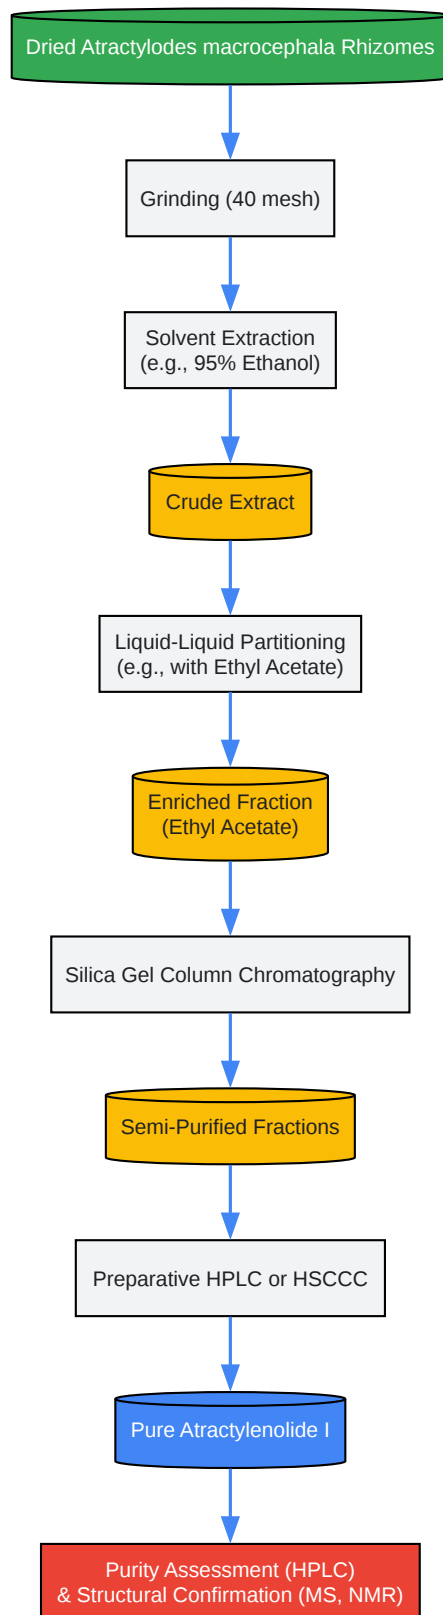 Dried Atractylodes macrocephala Rhizomes
Grinding (40 mesh)
Solvent Extraction
(e.g., 95% Ethanol)
Crude Extract
Liquid-Liquid Partitioning
(e.g., with Ethyl Acetate)
Enriched Fraction
(Ethyl Acetate)
Silica Gel Column Chromatography
Semi-Purified Fractions
Preparative HPLC or HSCCC
Pure Atractylenolide I
Purity Assessment (HPLC)
& Structural Confirmation (MS, NMR)